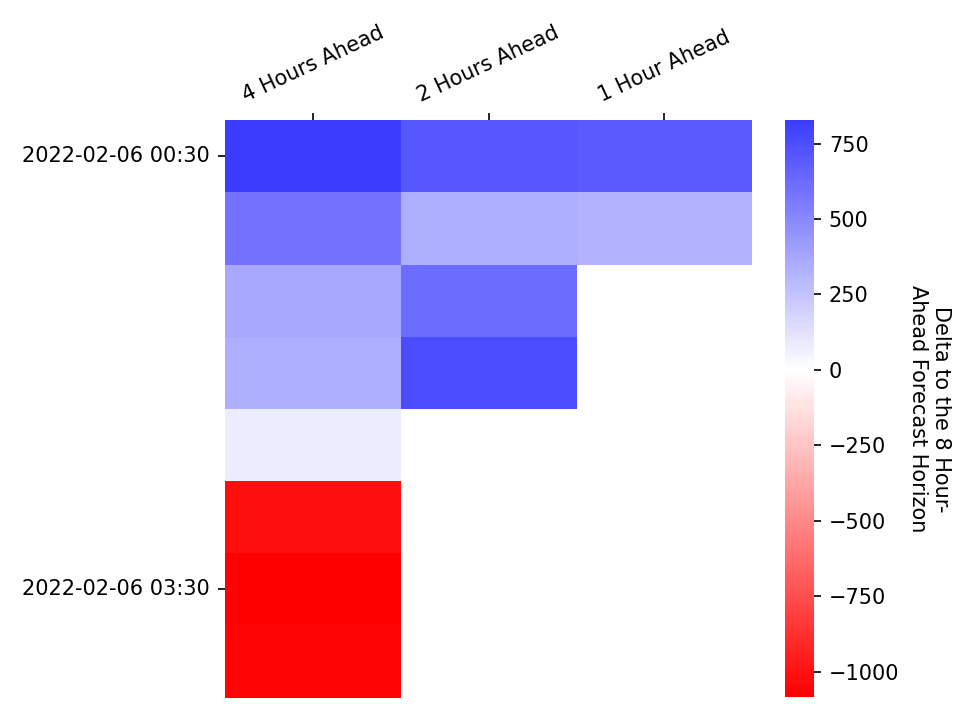 4 Hours Ahead
2 Hours Ahead
1 Hour Ahead
2022-02-06 00:30
2022-02-06 03:30
750
500
250
0
−250
−500
−750
−1000
Delta to the 8 Hour-
Ahead Forecast Horizon